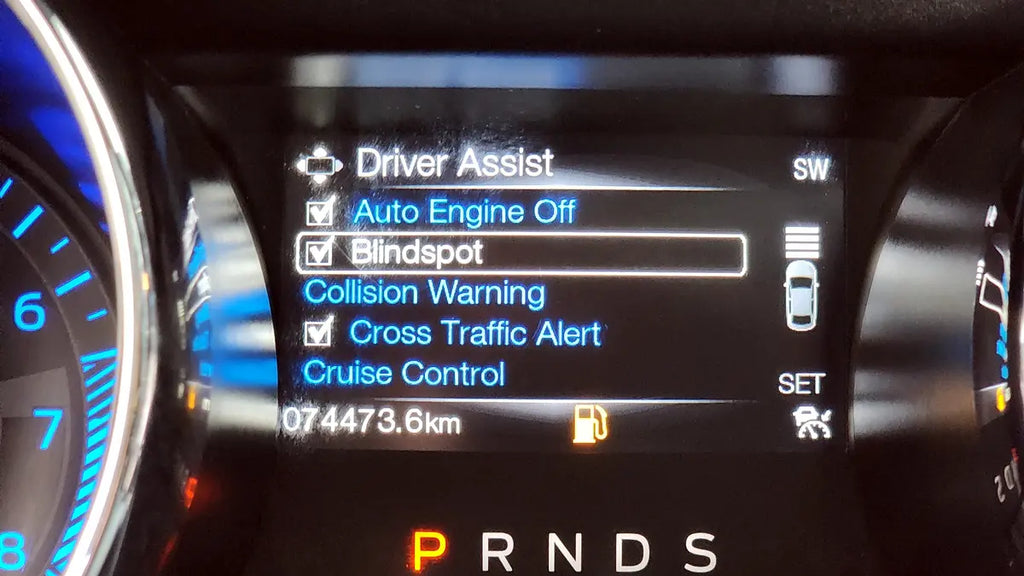 Driver Assist
SW
Auto Engine Off
Blindspot
Collision Warning
Cross Traffic Alert
Cruise Control
SET
074473.6km
P R N D S
6
7
8